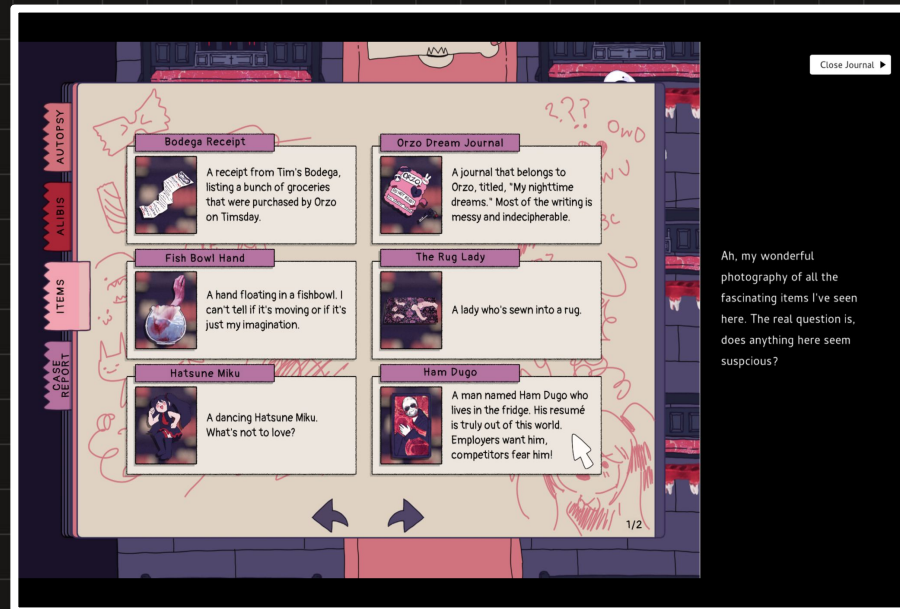 Close Journal
AUTOPSY
ALIBIS
ITEMS
CASE
REPORT
2.??
OwO
Bodega Receipt
A receipt from Tim's Bodega,
listing a bunch of groceries
that were purchased by Orzo
on Timsday.
Orzo Dream Journal
ORZO
A journal that belongs to
Orzo, titled, "My nighttime
dreams." Most of the writing is
messy and indecipherable.
Fish Bowl Hand
A hand floating in a fishbowl. I
can't tell if it's moving or if it's
just my imagination.
The Rug Lady
A lady who's sewn into a rug.
Hatsune Miku
A dancing Hatsune Miku.
What's not to love?
Ham Dugo
A man named Ham Dugo who
lives in the fridge. His resumé
is truly out of this world.
Employers want him,
competitors fear him!
1/2
Ah, my wonderful
photography of all the
fascinating items I've seen
here. The real question is,
does anything here seem
suspcious?